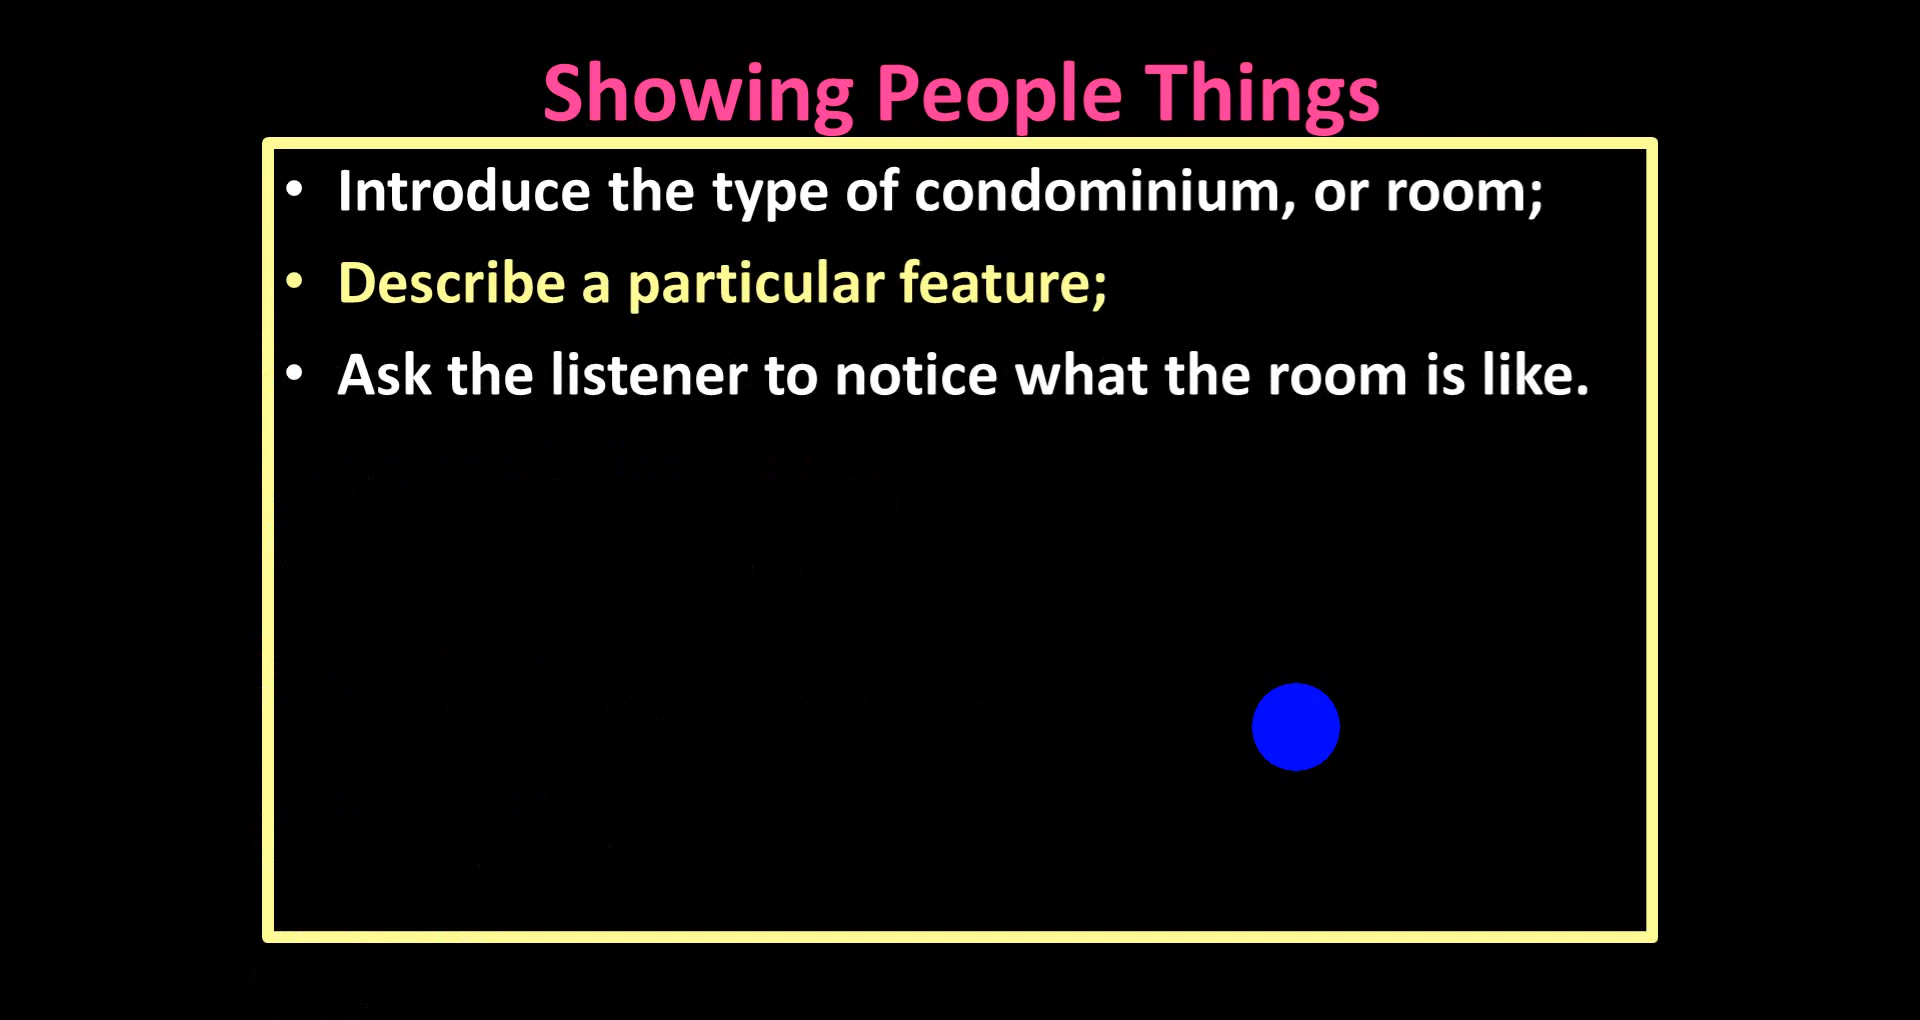 Showing People Things
• Introduce the type of condominium, or room;
• Describe a particular feature;
• Ask the listener to notice what the room is like.